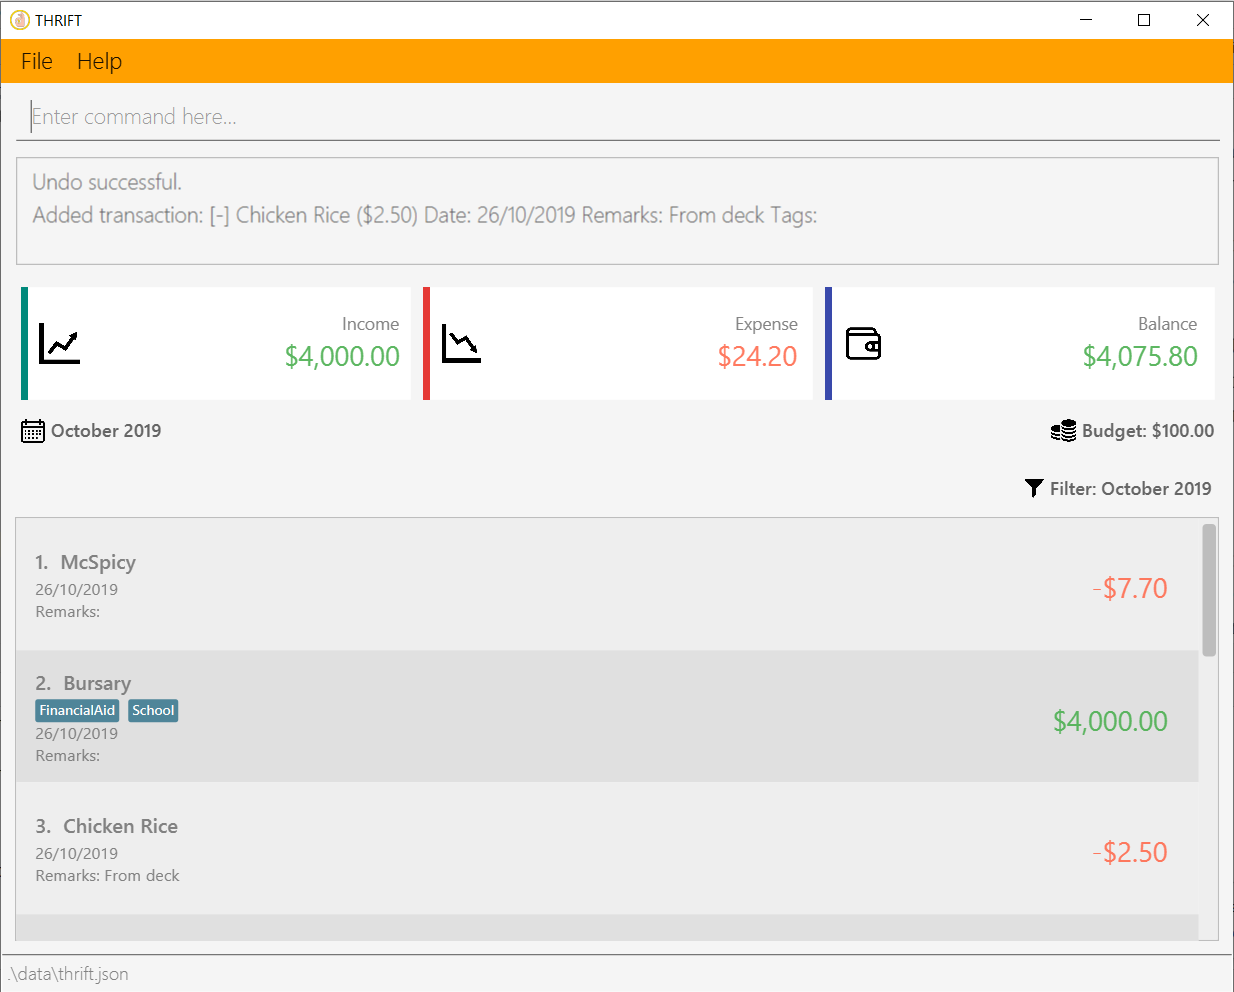 THRIFT
File Help
Enter command here...
Undo successful.
Added transaction: [-] Chicken Rice ($2.50) Date: 26/10/2019 Remarks: From deck Tags:
Income
$4,000.00
Expense
$24.20
Balance
$4,075.80
October 2019
Budget: $100.00
Filter: October 2019
1. McSpicy
26/10/2019
Remarks:
-$7.70
2. Bursary
FinancialAid School
26/10/2019
Remarks:
$4,000.00
3. Chicken Rice
26/10/2019
Remarks: From deck
-$2.50
.\data\thrift.json